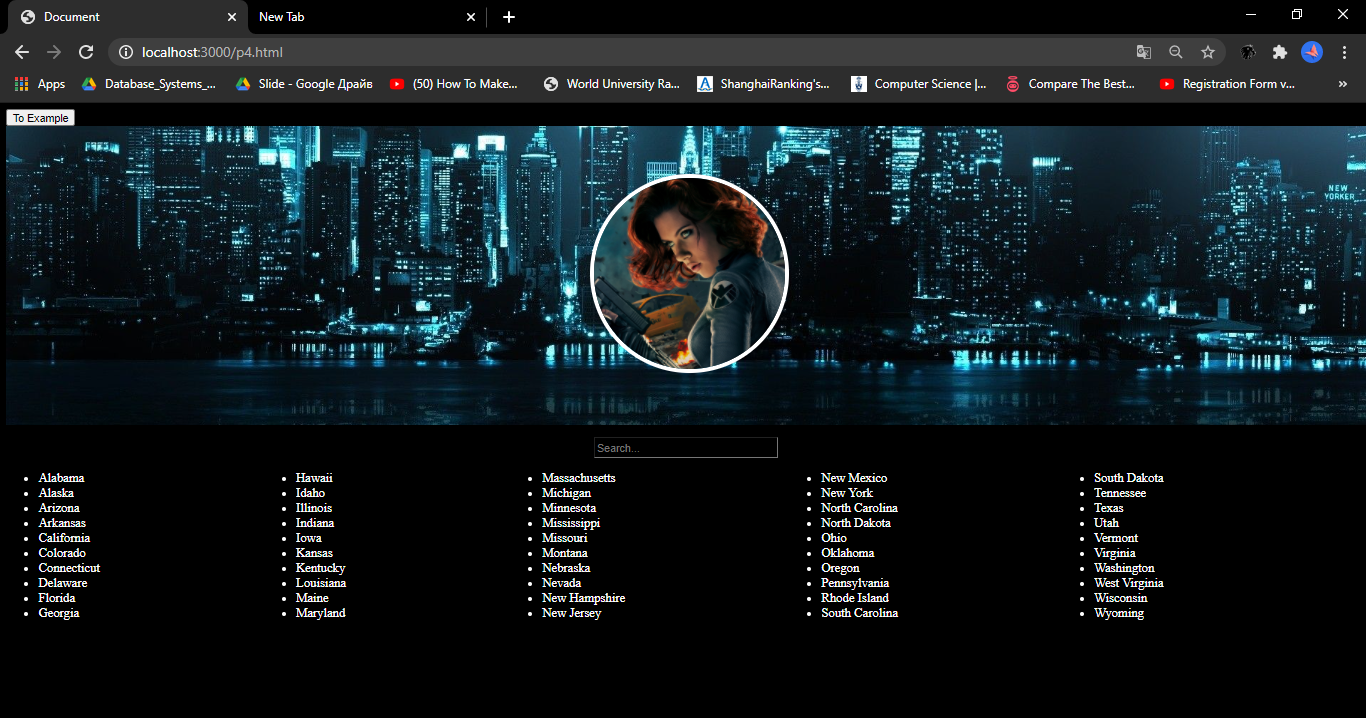 Document
New Tab
localhost:3000/p4.html
Apps
Database_Systems_...
Slide - Google Драйв
(50) How To Make...
World University Ra...
ShanghaiRanking's...
Computer Science |...
Compare The Best...
Registration Form v...
»
To Example
NEW
YORKER
Search...
Alabama
Alaska
Arizona
Arkansas
California
Colorado
Connecticut
Delaware
Florida
Georgia
Hawaii
Idaho
Illinois
Indiana
Iowa
Kansas
Kentucky
Louisiana
Maine
Maryland
Massachusetts
Michigan
Minnesota
Mississippi
Missouri
Montana
Nebraska
Nevada
New Hampshire
New Jersey
New Mexico
New York
North Carolina
North Dakota
Ohio
Oklahoma
Oregon
Pennsylvania
Rhode Island
South Carolina
South Dakota
Tennessee
Texas
Utah
Vermont
Virginia
Washington
West Virginia
Wisconsin
Wyoming